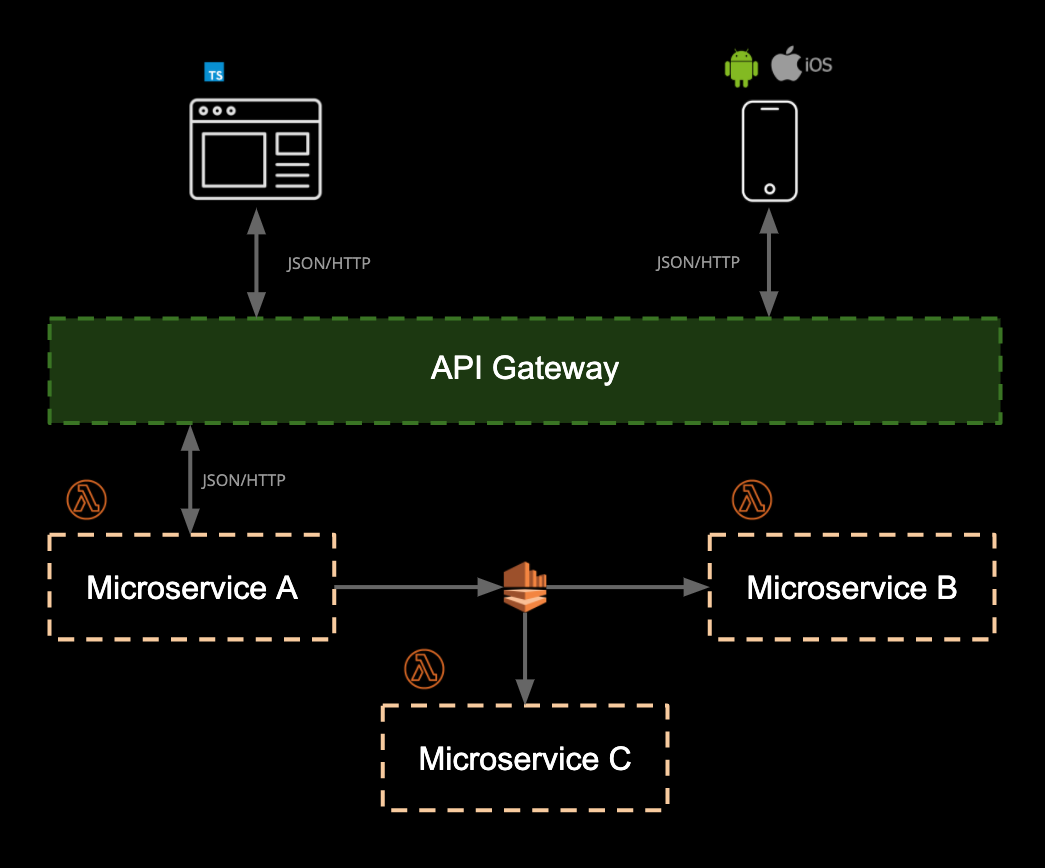 TS
iOS
JSON/HTTP
JSON/HTTP
API Gateway
JSON/HTTP
Microservice A
Microservice B
Microservice C